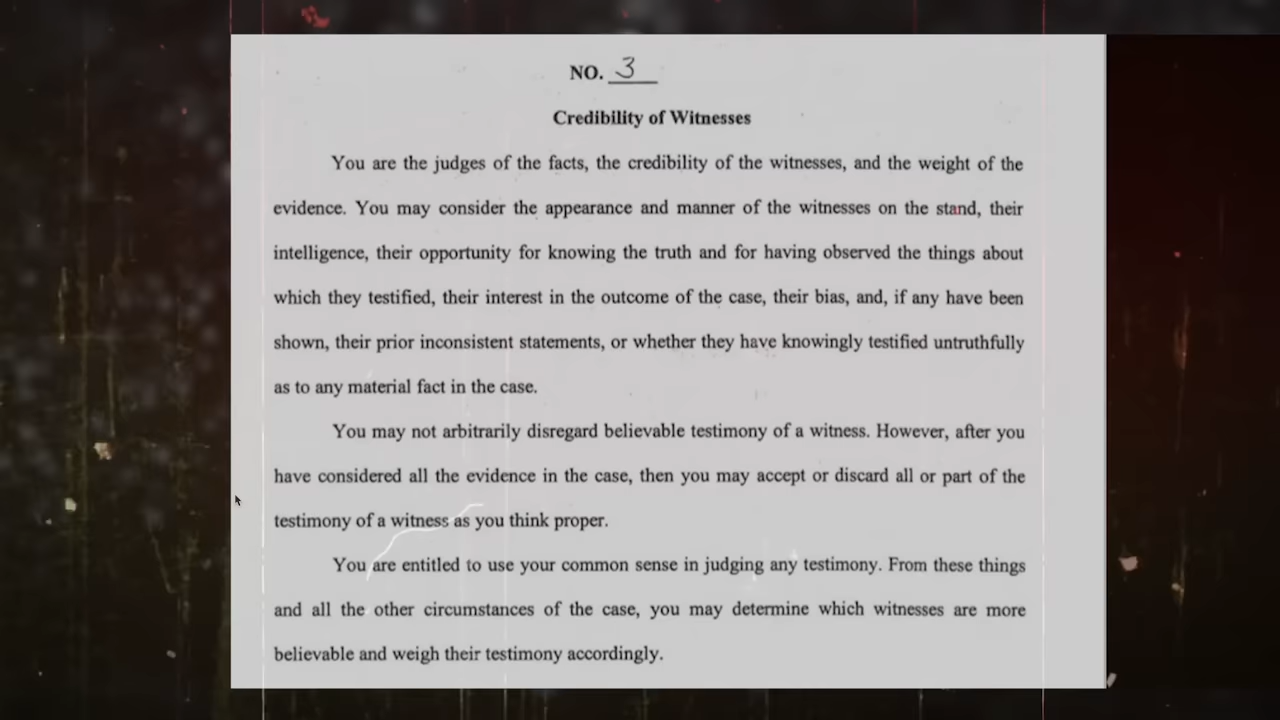 NO. 3
Credibility of Witnesses
You are the judges of the facts, the credibility of the witnesses, and the weight of the
evidence. You may consider the appearance and manner of the witnesses on the stand, their
intelligence, their opportunity for knowing the truth and for having observed the things about
which they testified, their interest in the outcome of the case, their bias, and, if any have been
shown, their prior inconsistent statements, or whether they have knowingly testified untruthfully
as to any material fact in the case.
You may not arbitrarily disregard believable testimony of a witness. However, after you
have considered all the evidence in the case, then you may accept or discard all or part of the
testimony of a witness as you think proper.
You are entitled to use your common sense in judging any testimony. From these things
and all the other circumstances of the case, you may determine which witnesses are more
believable and weigh their testimony accordingly.